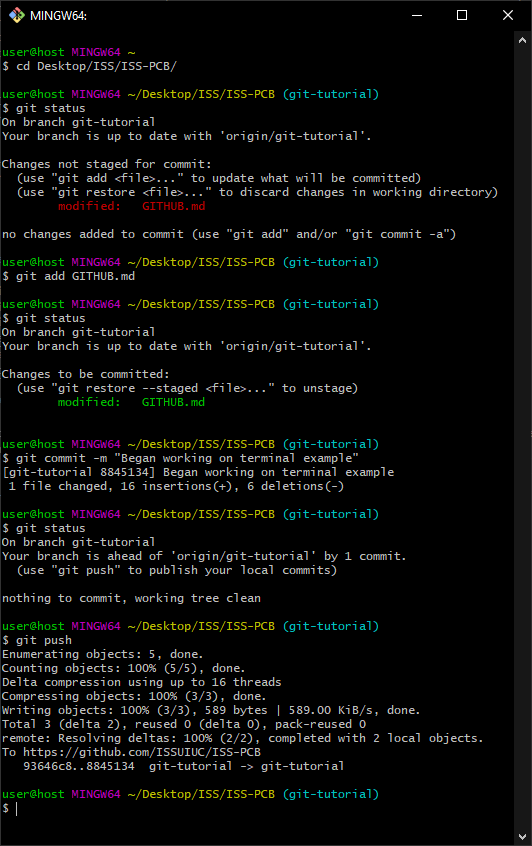 MINGW64:
user@host MINGW64 ~
$ cd Desktop/ISS/ISS-PCB/
user@host MINGW64 ~/Desktop/ISS/ISS-PCB (git-tutorial)
$ git status
On branch git-tutorial
Your branch is up to date with 'origin/git-tutorial'.
Changes not staged for commit:
  (use "git add <file>..." to update what will be committed)
  (use "git restore <file>..." to discard changes in working directory)
        modified:   GITHUB.md
no changes added to commit (use "git add" and/or "git commit -a")
user@host MINGW64 ~/Desktop/ISS/ISS-PCB (git-tutorial)
$ git add GITHUB.md
user@host MINGW64 ~/Desktop/ISS/ISS-PCB (git-tutorial)
$ git status
On branch git-tutorial
Your branch is up to date with 'origin/git-tutorial'.
Changes to be committed:
  (use "git restore --staged <file>..." to unstage)
        modified:   GITHUB.md
user@host MINGW64 ~/Desktop/ISS/ISS-PCB (git-tutorial)
$ git commit -m "Began working on terminal example"
[git-tutorial 8845134] Began working on terminal example
 1 file changed, 16 insertions(+), 6 deletions(-)
user@host MINGW64 ~/Desktop/ISS/ISS-PCB (git-tutorial)
$ git status
On branch git-tutorial
Your branch is ahead of 'origin/git-tutorial' by 1 commit.
  (use "git push" to publish your local commits)
nothing to commit, working tree clean
user@host MINGW64 ~/Desktop/ISS/ISS-PCB (git-tutorial)
$ git push
Enumerating objects: 5, done.
Counting objects: 100% (5/5), done.
Delta compression using up to 16 threads
Compressing objects: 100% (3/3), done.
Writing objects: 100% (3/3), 589 bytes | 589.00 KiB/s, done.
Total 3 (delta 2), reused 0 (delta 0), pack-reused 0
remote: Resolving deltas: 100% (2/2), completed with 2 local objects.
To https://github.com/ISSUIUC/ISS-PCB
   93646c8..8845134  git-tutorial -> git-tutorial
user@host MINGW64 ~/Desktop/ISS/ISS-PCB (git-tutorial)
$